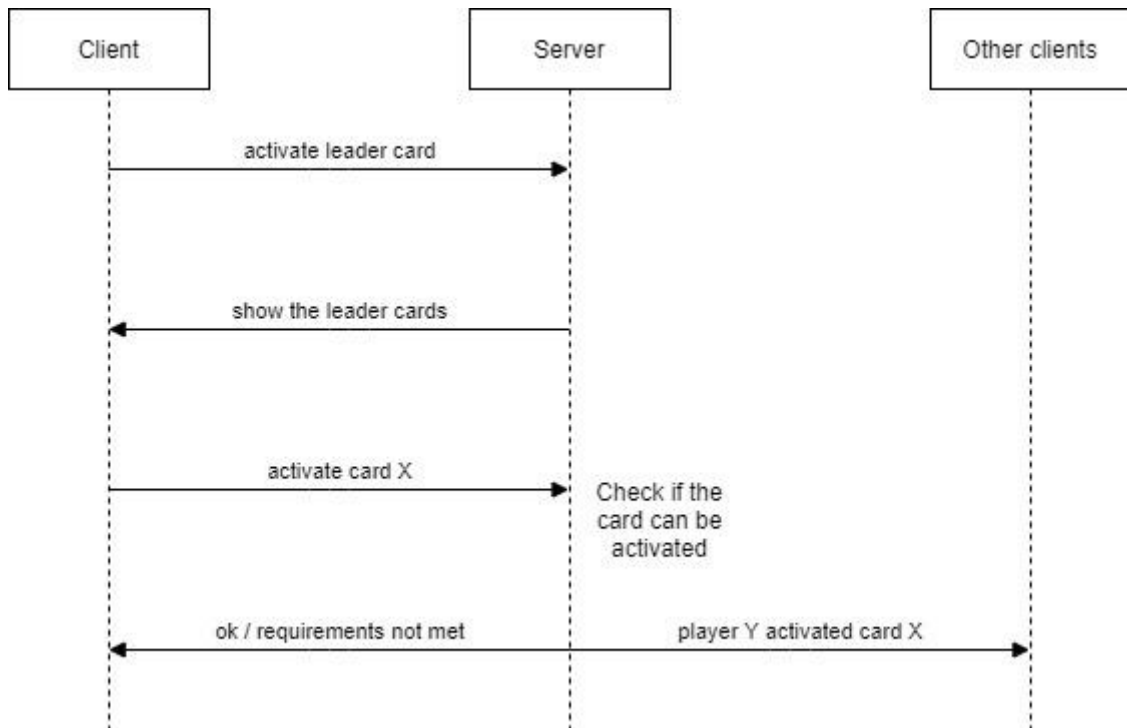 Client
Server
Other clients
activate leader card
show the leader cards
activate card X
Check if the
card can be
activated
ok / requirements not met
player Y activated card X